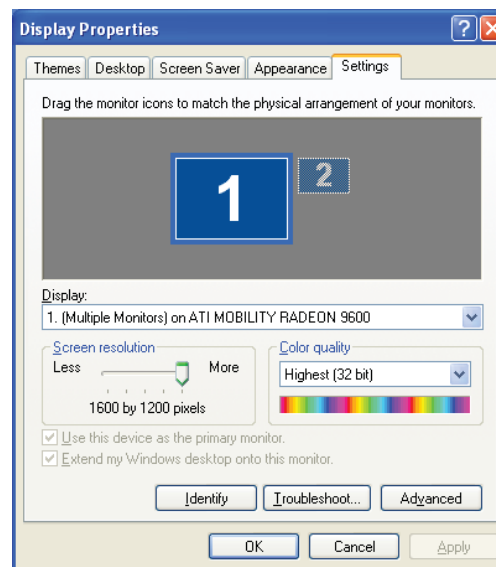 Display Properties
Themes Desktop Screen Saver Appearance Settings
Drag the monitor icons to match the physical arrangement of your monitors.
1 2
Display:
1. (Multiple Monitors) on ATI MOBILITY RADEON 9600
Screen resolution
Less More
1600 by 1200 pixels
Color quality
Highest (32 bit)
Use this device as the primary monitor.
Extend my Windows desktop onto this monitor.
Identify Troubleshoot... Advanced
OK Cancel Apply